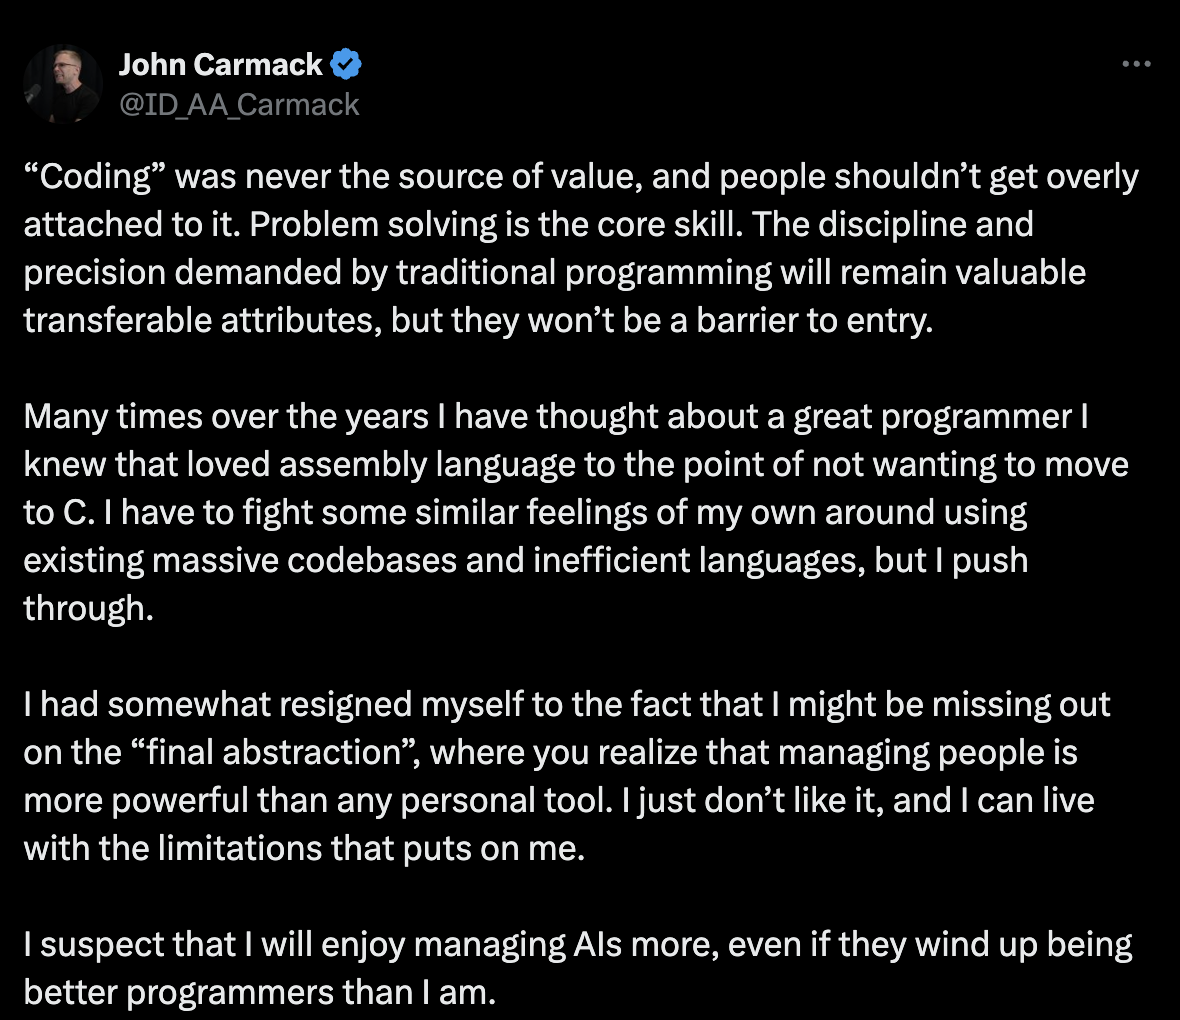 John Carmack
@ID_AA_Carmack
“Coding” was never the source of value, and people shouldn’t get overly
attached to it. Problem solving is the core skill. The discipline and
precision demanded by traditional programming will remain valuable
transferable attributes, but they won’t be a barrier to entry.
Many times over the years I have thought about a great programmer I
knew that loved assembly language to the point of not wanting to move
to C. I have to fight some similar feelings of my own around using
existing massive codebases and inefficient languages, but I push
through.
I had somewhat resigned myself to the fact that I might be missing out
on the “final abstraction”, where you realize that managing people is
more powerful than any personal tool. I just don’t like it, and I can live
with the limitations that puts on me.
I suspect that I will enjoy managing AIs more, even if they wind up being
better programmers than I am.